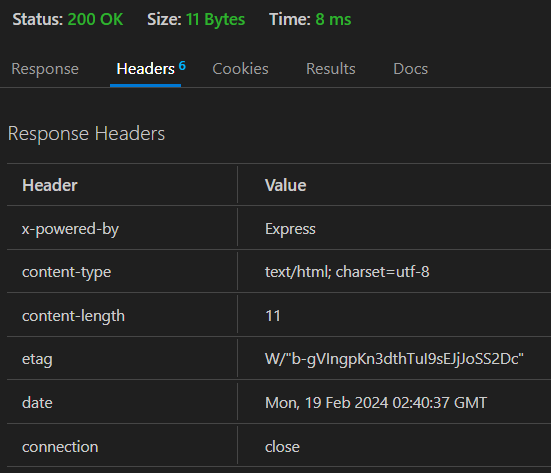 Status: 200 OK Size: 11 Bytes Time: 8 ms
Response Headers 6 Cookies Results Docs
Response Headers
Header Value
x-powered-by Express
content-type text/html; charset=utf-8
content-length 11
etag W/"b-gVIngpKn3dthTuI9sEJjJoSS2Dc"
date Mon, 19 Feb 2024 02:40:37 GMT
connection close